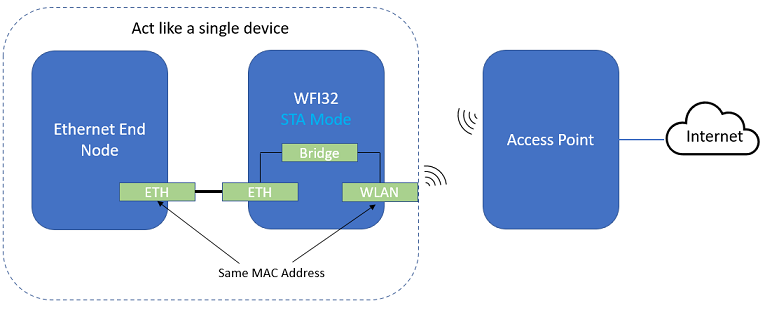 Act like a single device
Ethernet End
Node
WFI32
STA Mode
Bridge
ETH
ETH
WLAN
Same MAC Address
Access Point
Internet